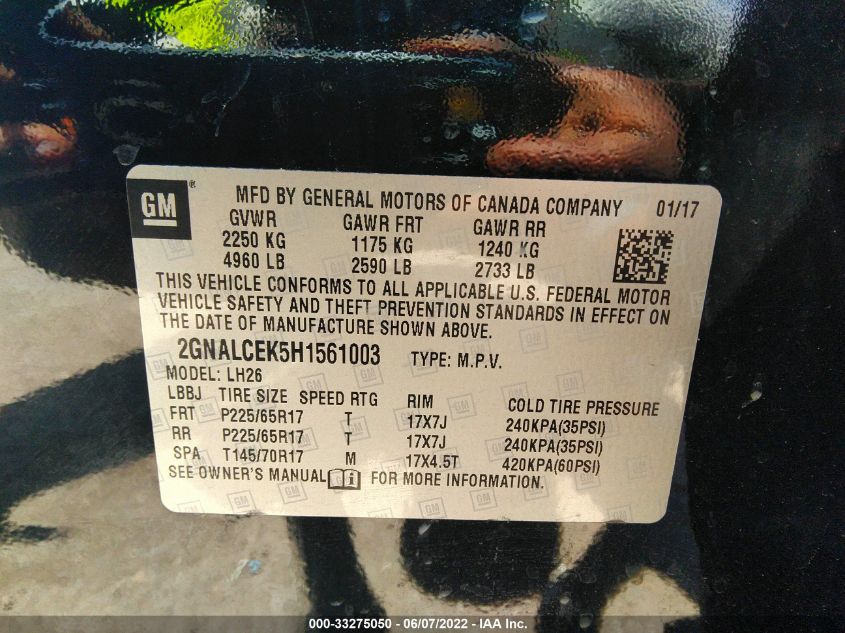 GM ® MFD BY GENERAL MOTORS OF CANADA COMPANY 01/17
GVWR GAWR FRT GAWR RR
2250 KG 1175 KG 1240 KG
4960 LB 2590 LB 2733 LB
THIS VEHICLE CONFORMS TO ALL APPLICABLE U.S. FEDERAL MOTOR
VEHICLE SAFETY AND THEFT PREVENTION STANDARDS IN EFFECT ON
THE DATE OF MANUFACTURE SHOWN ABOVE.
2GNALCEK5H1561003 TYPE: M.P.V.
MODEL: LH26
LBBJ TIRE SIZE SPEED RTG RIM COLD TIRE PRESSURE
FRT P225/65R17 T 17X7J 240KPA(35PSI)
RR P225/65R17 T 17X7J 240KPA(35PSI)
SPA T145/70R17 M 17X4.5T 420KPA(60PSI)
SEE OWNER'S MANUAL FOR MORE INFORMATION.
000-33275050 - 06/07/2022 - IAA Inc.